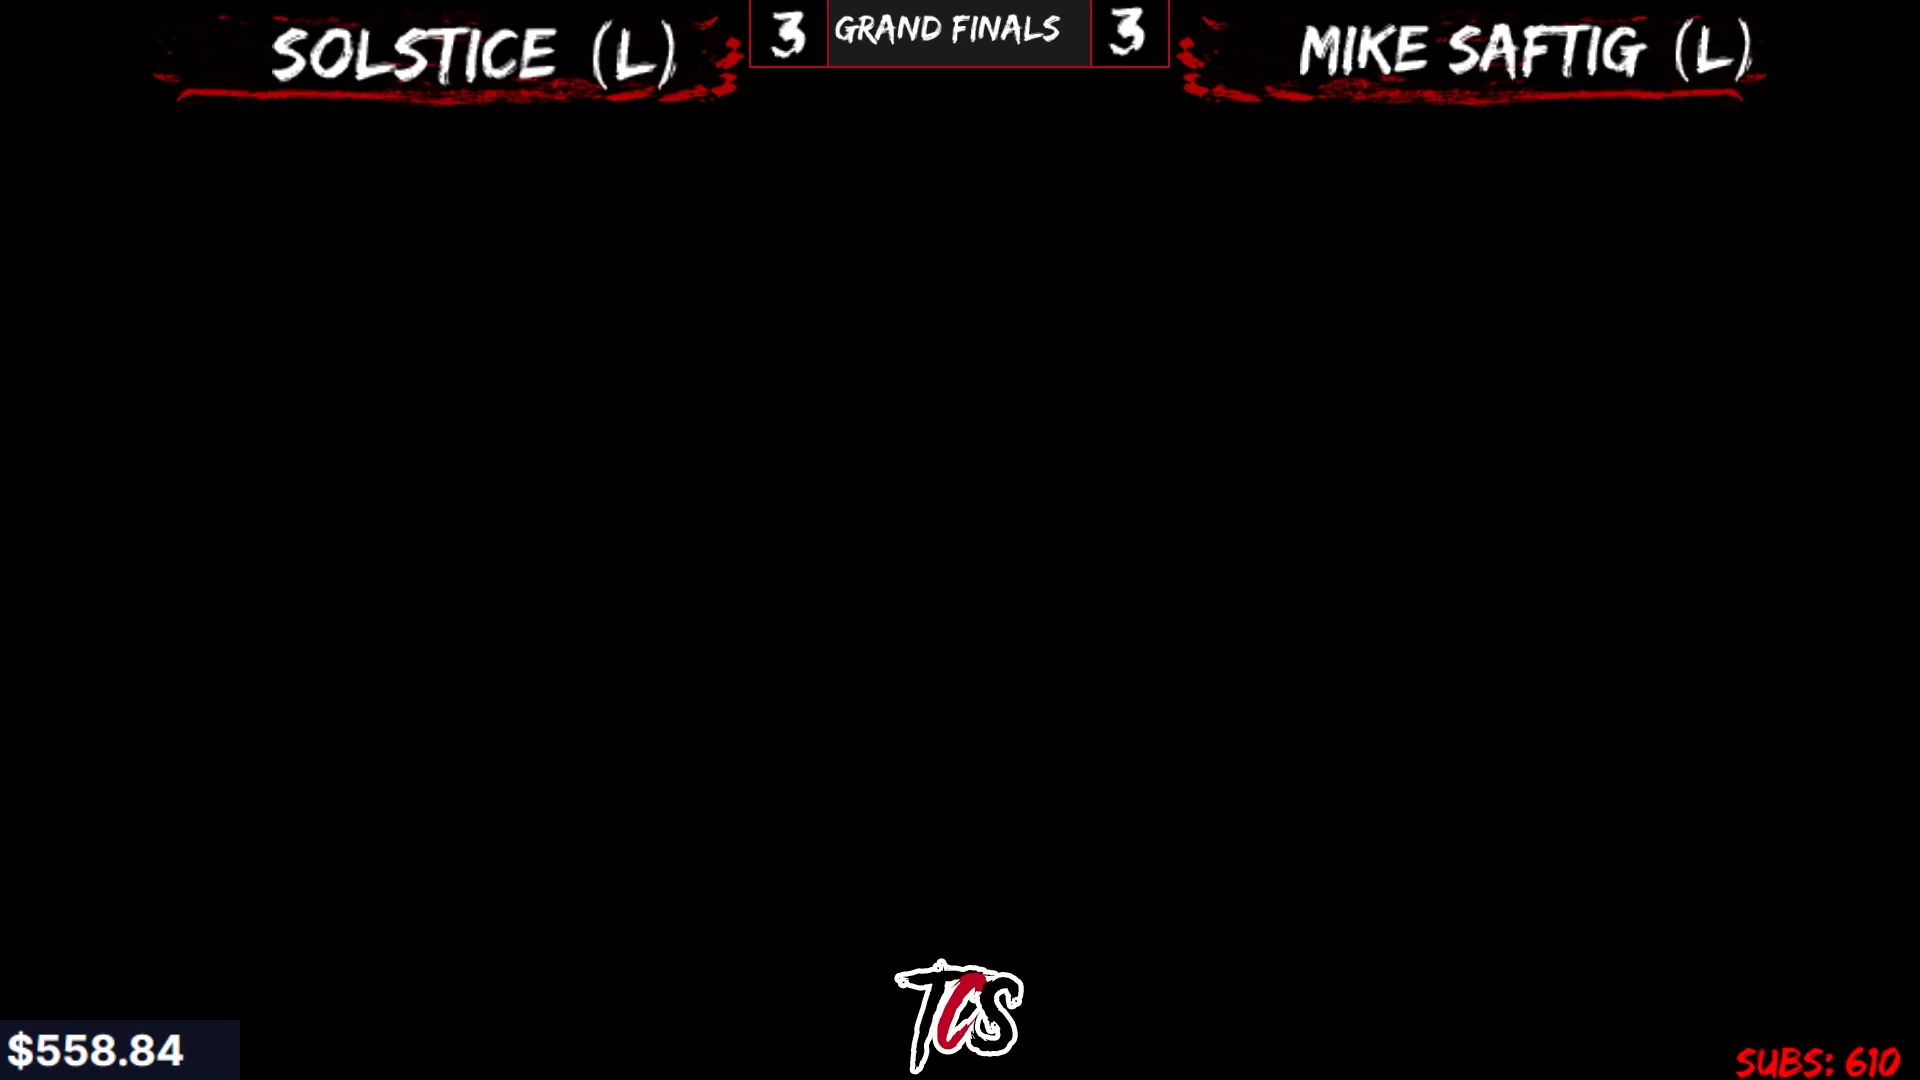 SOLSTICE (L)
3
GRAND FINALS
3
MIKE SAFTIG (L)
TCS
$558.84
SUBS: 610